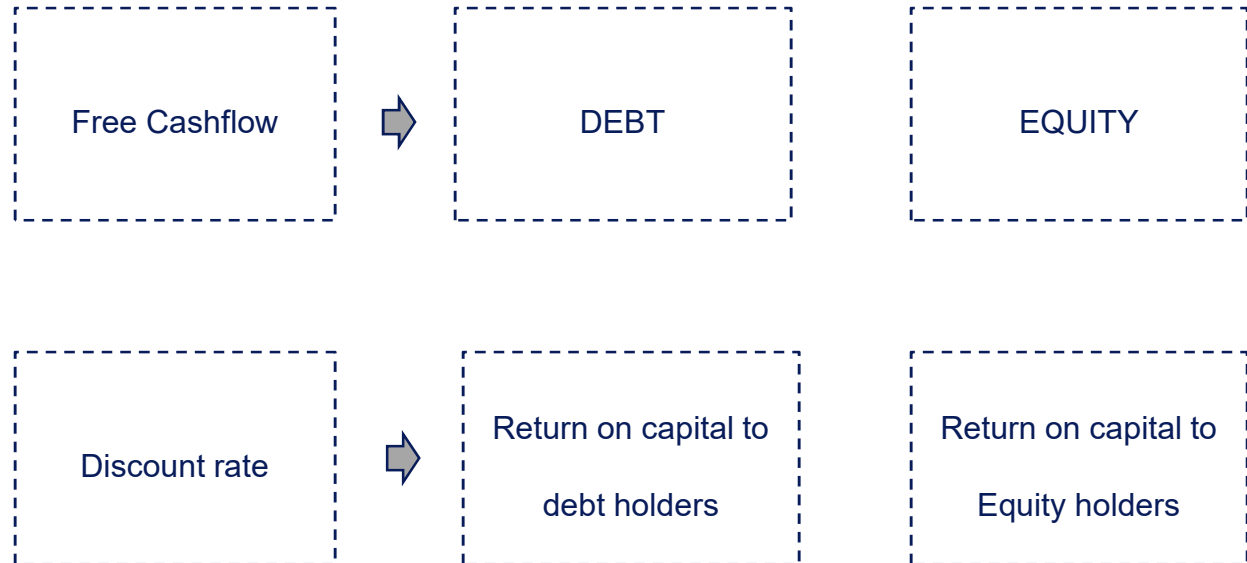 Free Cashflow
DEBT
EQUITY
Discount rate
Return on capital to
debt holders
Return on capital to
Equity holders